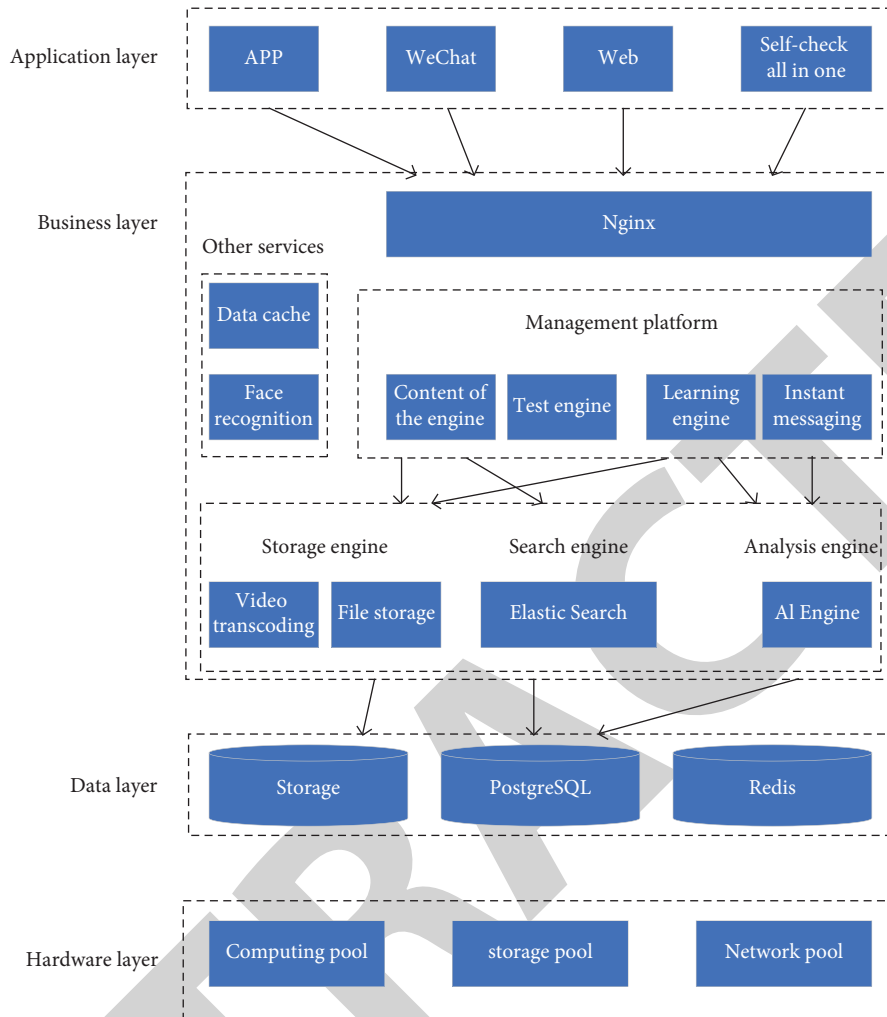 Application layer
APP
WeChat
Web
Self-check
all in one
Business layer
Nginx
Other services
Data cache
Face
recognition
Management platform
Content of
the engine
Test engine
Learning
engine
Instant
messaging
Storage engine
Search engine
Analysis engine
Video
transcoding
File storage
Elastic Search
Al Engine
Data layer
Storage
PostgreSQL
Redis
Hardware layer
Computing pool
storage pool
Network pool